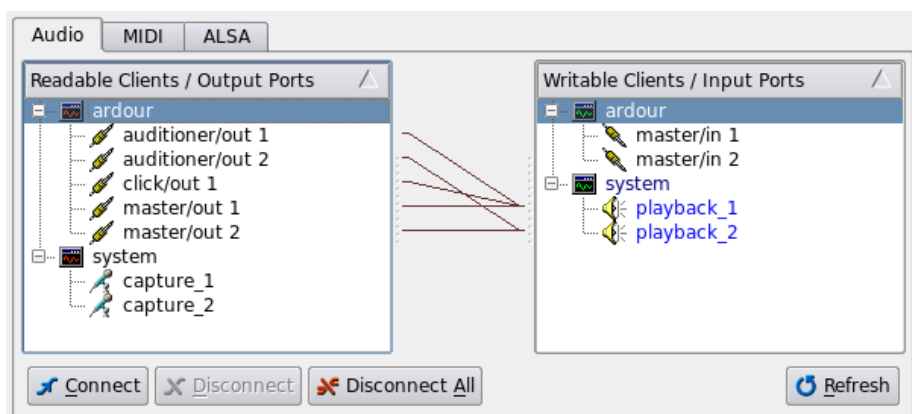 Audio
MIDI
ALSA
Readable Clients / Output Ports
ardour
auditioner/out 1
auditioner/out 2
click/out 1
master/out 1
master/out 2
system
capture_1
capture_2
Writable Clients / Input Ports
ardour
master/in 1
master/in 2
system
playback_1
playback_2
Connect
Disconnect
Disconnect All
Refresh